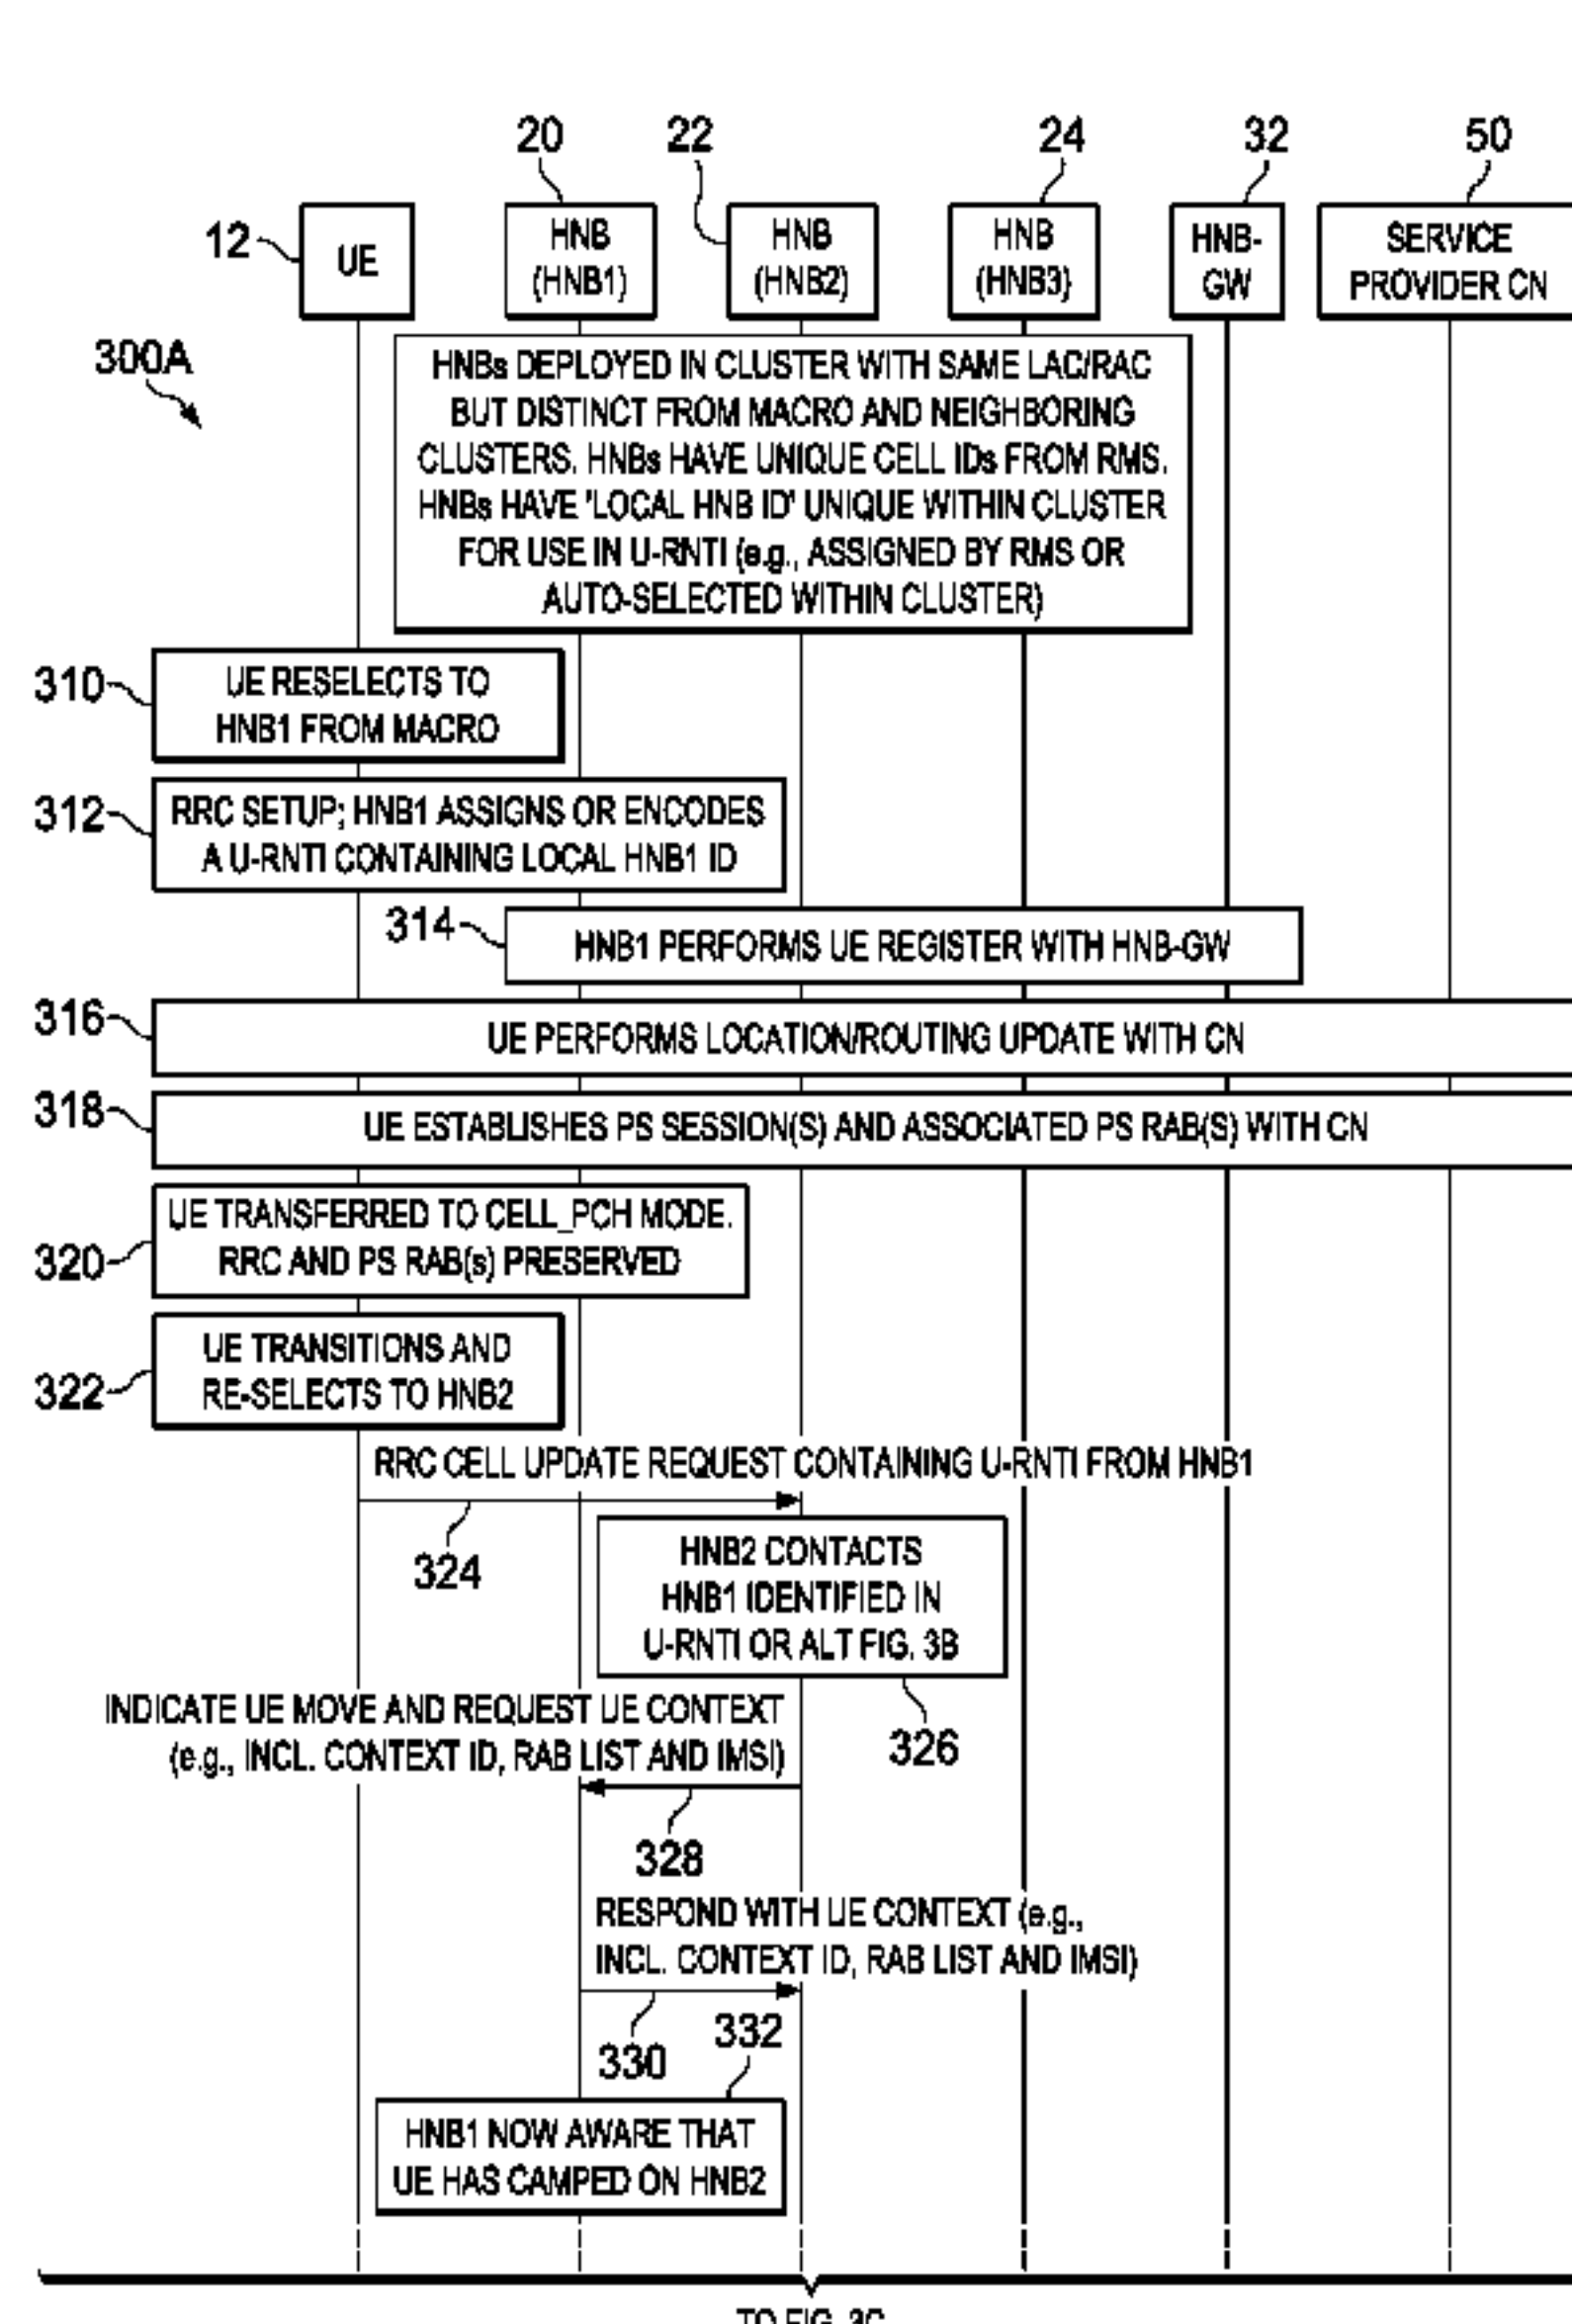 20
22
24
32
50
12
UE
HNB
(HNB1)
HNB
(HNB2)
HNB
(HNB3)
HNB-
GW
SERVICE
PROVIDER CN
300A
HNBs DEPLOYED IN CLUSTER WITH SAME LAC/RAC
BUT DISTINCT FROM MACRO AND NEIGHBORING
CLUSTERS. HNBs HAVE UNIQUE CELL IDs FROM RMS.
HNBs HAVE 'LOCAL HNB ID' UNIQUE WITHIN CLUSTER
FOR USE IN U-RNTI (e.g., ASSIGNED BY RMS OR
AUTO-SELECTED WITHIN CLUSTER)
310
UE RESELECTS TO
HNB1 FROM MACRO
312
RRC SETUP; HNB1 ASSIGNS OR ENCODES
A U-RNTI CONTAINING LOCAL HNB1 ID
314
HNB1 PERFORMS UE REGISTER WITH HNB-GW
316
UE PERFORMS LOCATION/ROUTING UPDATE WITH CN
318
UE ESTABLISHES PS SESSION(S) AND ASSOCIATED PS RAB(S) WITH CN
320
UE TRANSFERRED TO CELL_PCH MODE.
RRC AND PS RAB(s) PRESERVED
322
UE TRANSITIONS AND
RE-SELECTS TO HNB2
RRC CELL UPDATE REQUEST CONTAINING U-RNTI FROM HNB1
324
HNB2 CONTACTS
HNB1 IDENTIFIED IN
U-RNTI OR ALT FIG. 3B
326
INDICATE UE MOVE AND REQUEST UE CONTEXT
(e.g., INCL. CONTEXT ID, RAB LIST AND IMSI)
328
RESPOND WITH UE CONTEXT (e.g.,
INCL. CONTEXT ID, RAB LIST AND IMSI)
330
332
HNB1 NOW AWARE THAT
UE HAS CAMPED ON HNB2
TO FIG. 3C